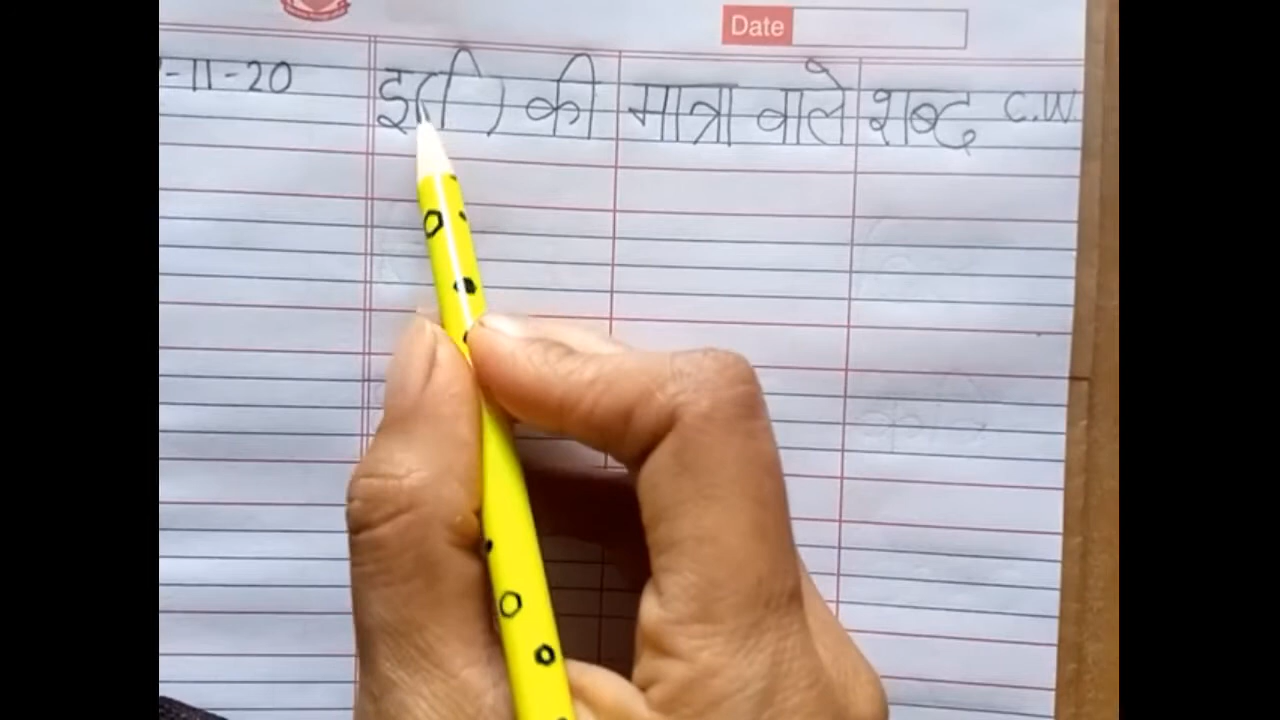 Date
-11-20 इ( ि ) की मात्रा वाले शब्द C.W.